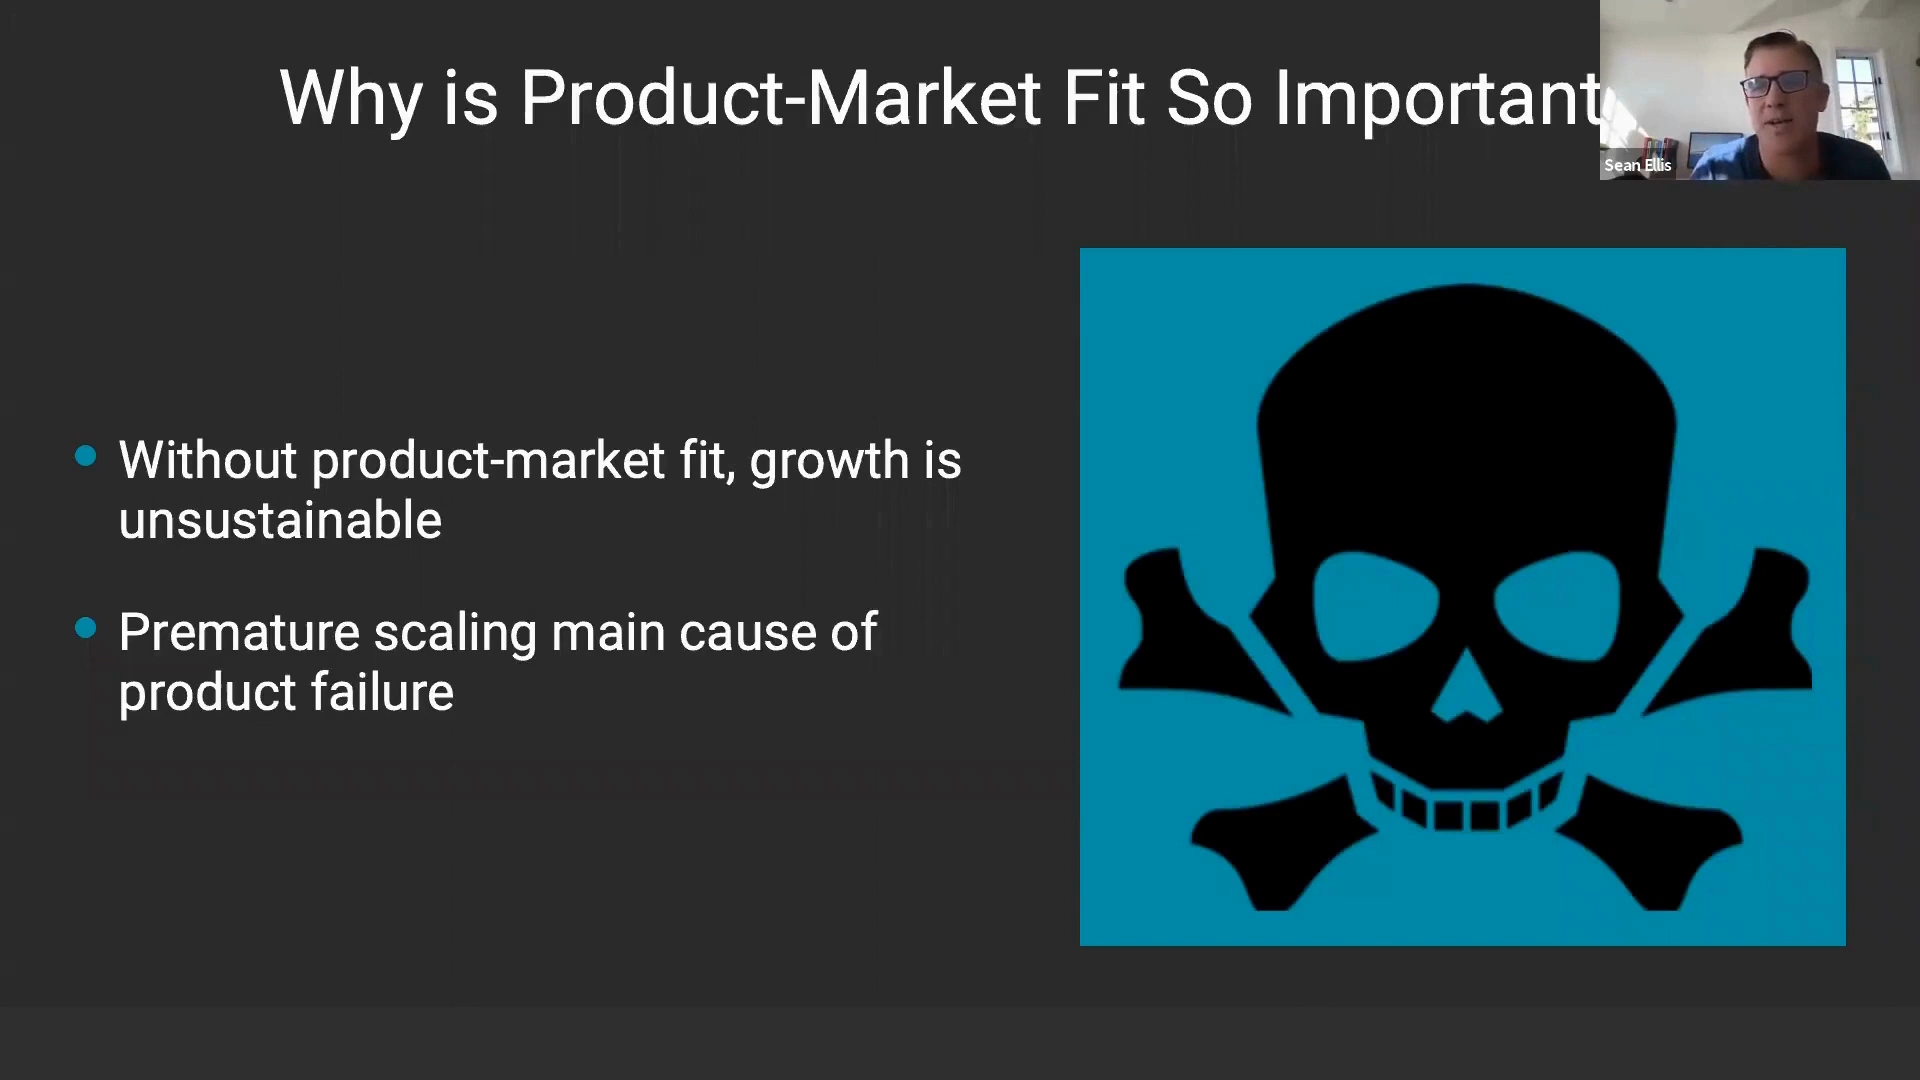 Why is Product-Market Fit So Important
Sean Ellis
Without product-market fit, growth is
unsustainable
Premature scaling main cause of
product failure